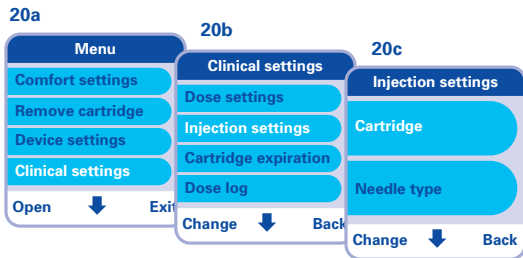 20a
Menu
Comfort settings
Remove cartridge
Device settings
Clinical settings
Open Exit
20b
Clinical settings
Dose settings
Injection settings
Cartridge expiration
Dose log
Change Back
20c
Injection settings
Cartridge
Needle type
Change Back